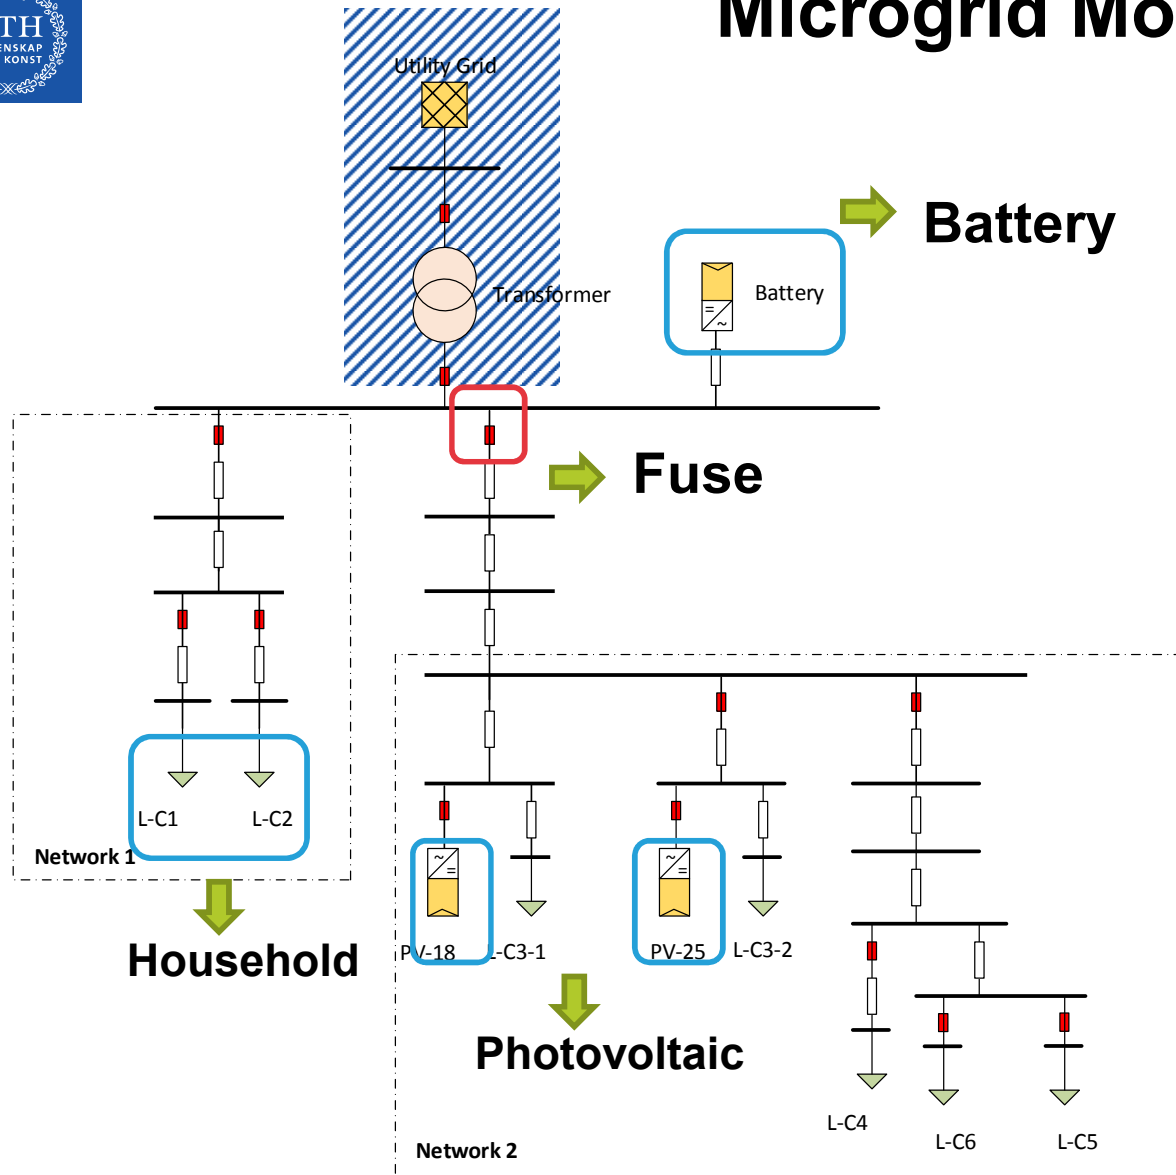 Microgrid Mo
TH
ENSKAP
KONST
Utility Grid
Battery
Transformer
Battery
Fuse
L-C1
L-C2
Network 1
Household
PV-18
L-C3-1
PV-25
L-C3-2
Photovoltaic
L-C4
L-C6
L-C5
Network 2